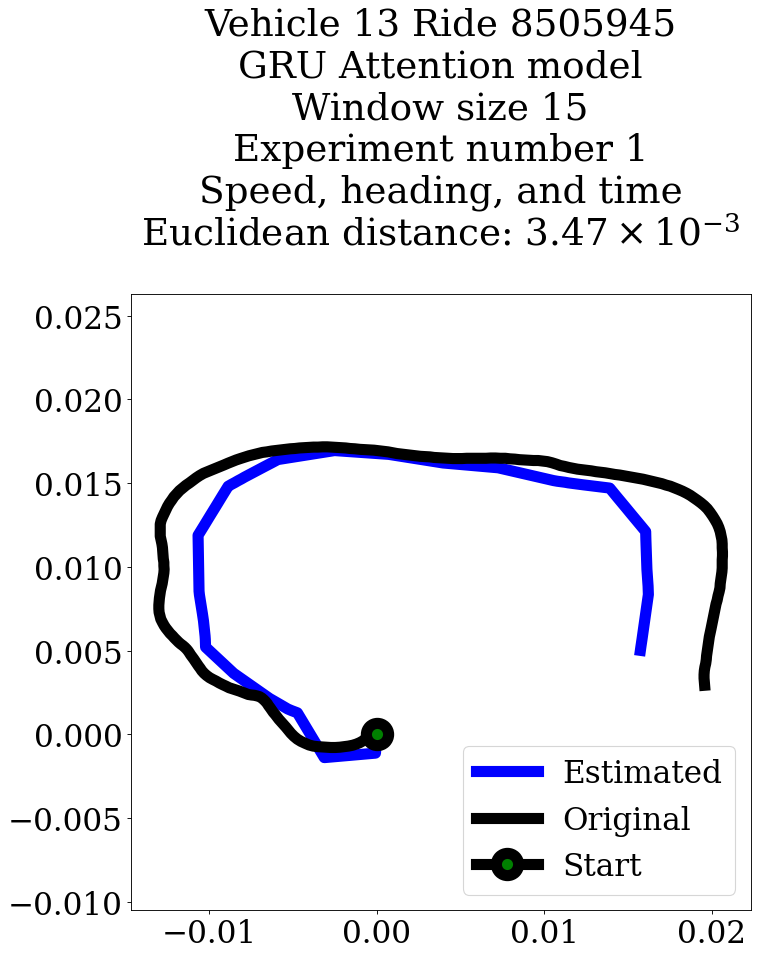 Vehicle 13 Ride 8505945
GRU Attention model
Window size 15
Experiment number 1
Speed, heading, and time
Euclidean distance: 3.47 × 10⁻³
0.025
0.020
0.015
0.010
0.005
0.000
−0.005
−0.010
−0.01 0.00 0.01 0.02
Estimated
Original
Start